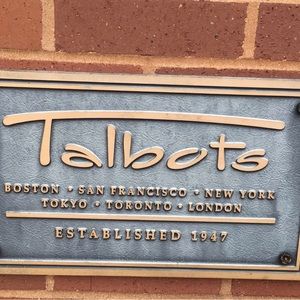 Talbots
BOSTON • SAN FRANCISCO • NEW YORK
TOKYO • TORONTO • LONDON
ESTABLISHED 1947